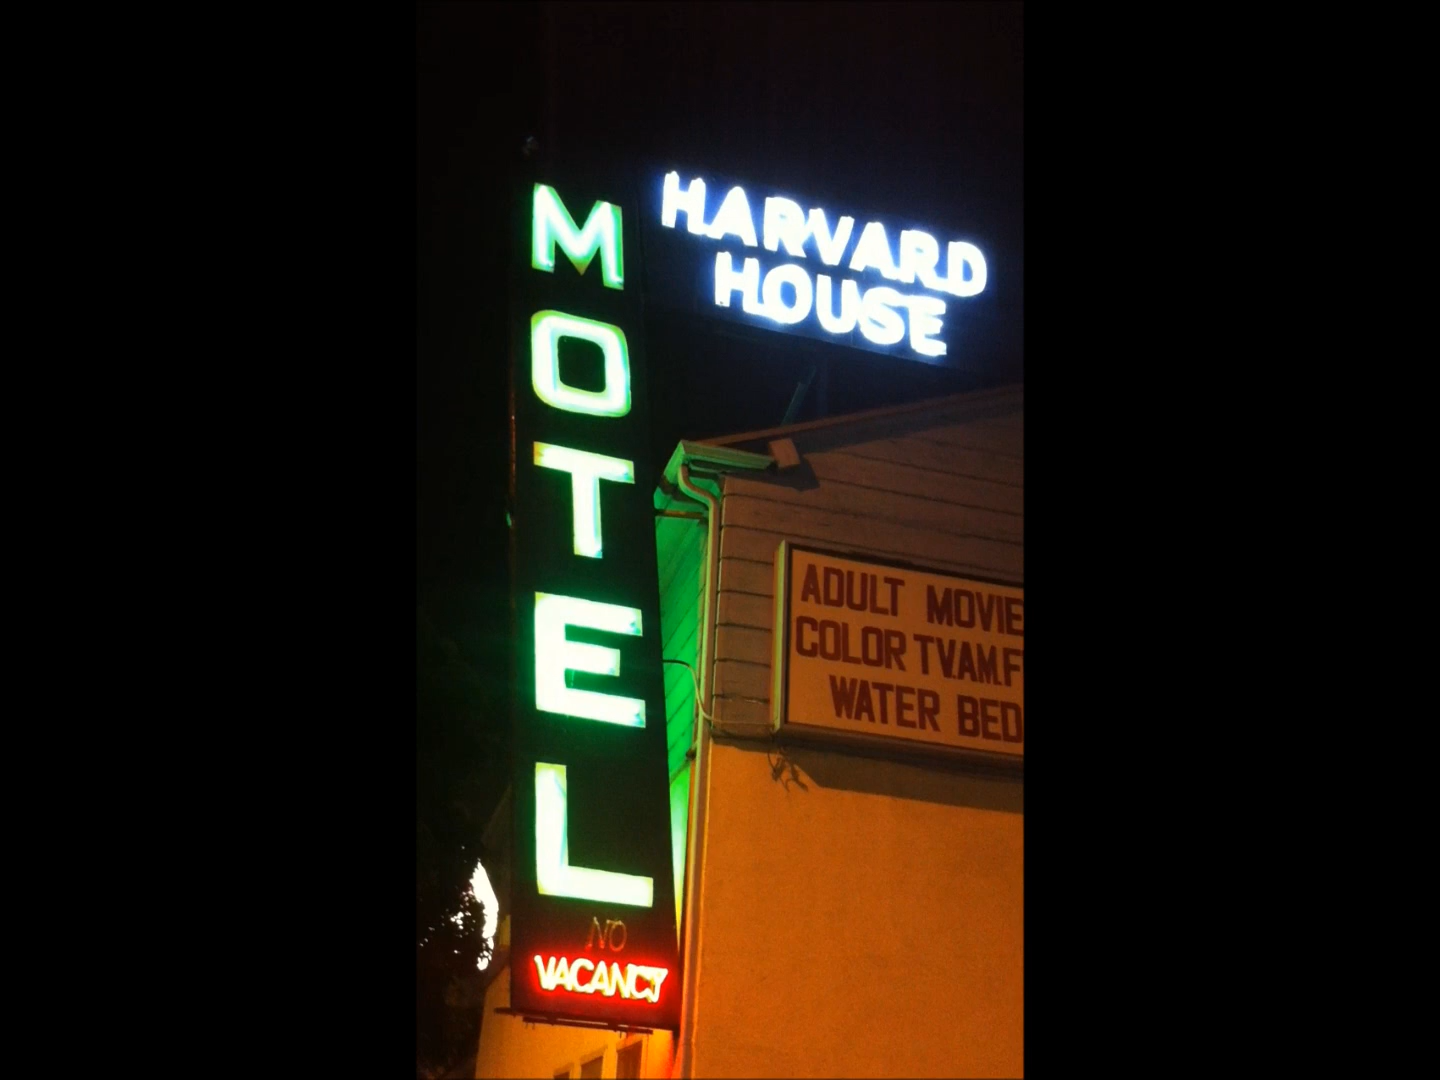 MOTEL
NO
VACANCY
HARVARD
HOUSE
ADULT MOVIE
COLOR TV.AM.F
WATER BED